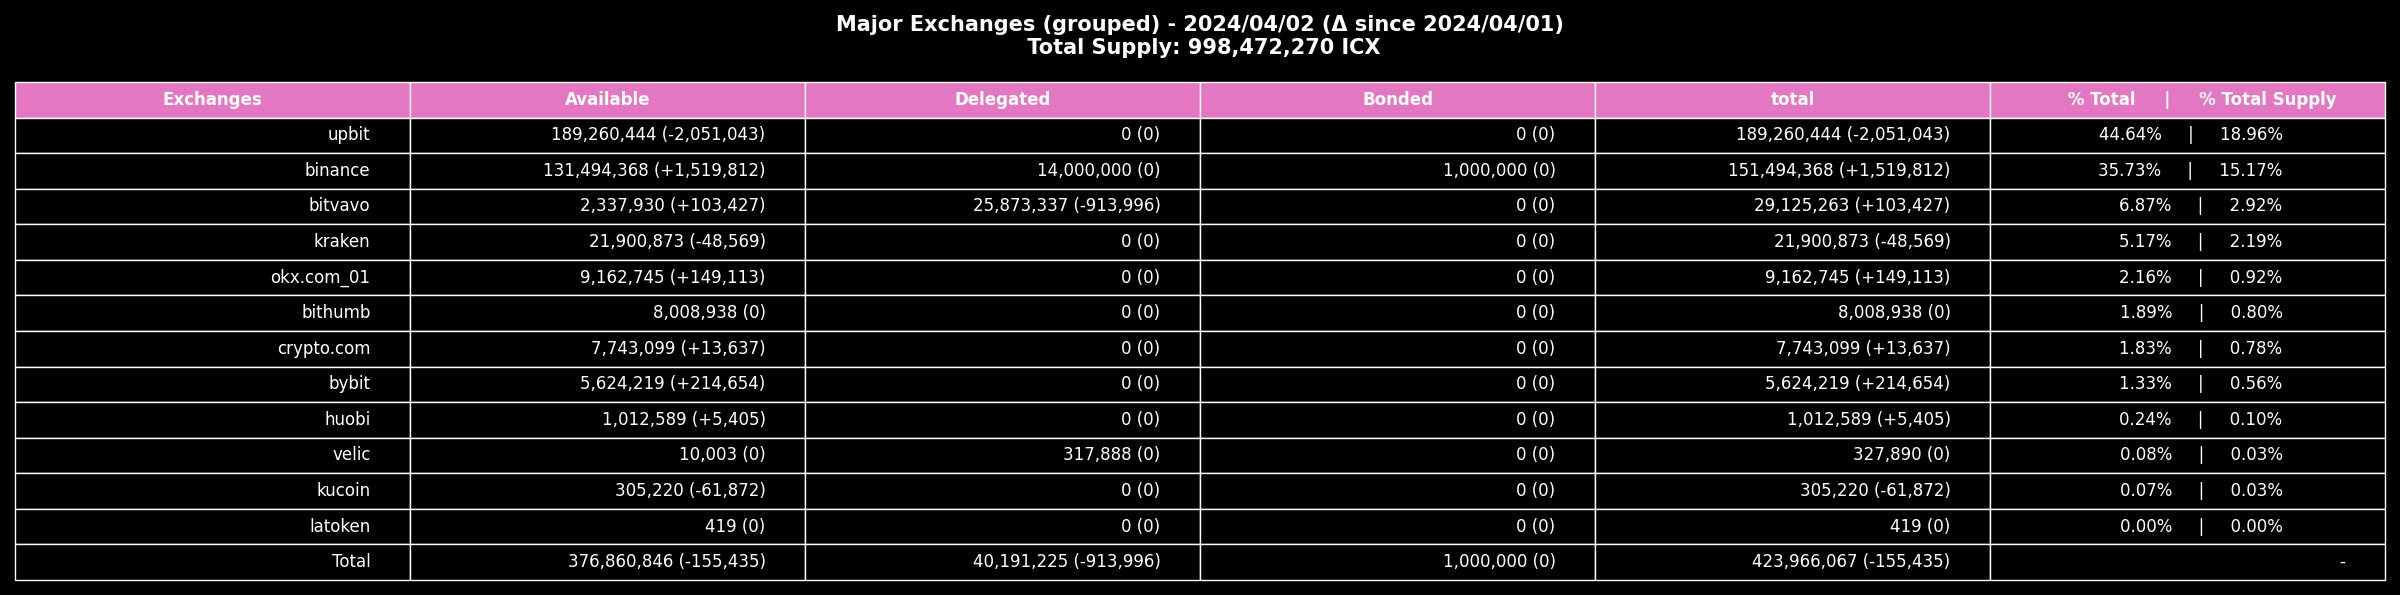 Major Exchanges (grouped) - 2024/04/02 (Δ since 2024/04/01)
Total Supply: 998,472,270 ICX
Exchanges Available Delegated Bonded total % Total | % Total Supply
upbit 189,260,444 (-2,051,043) 0 (0) 0 (0) 189,260,444 (-2,051,043) 44.64% | 18.96%
binance 131,494,368 (+1,519,812) 14,000,000 (0) 1,000,000 (0) 151,494,368 (+1,519,812) 35.73% | 15.17%
bitvavo 2,337,930 (+103,427) 25,873,337 (-913,996) 0 (0) 29,125,263 (+103,427) 6.87% | 2.92%
kraken 21,900,873 (-48,569) 0 (0) 0 (0) 21,900,873 (-48,569) 5.17% | 2.19%
okx.com_01 9,162,745 (+149,113) 0 (0) 0 (0) 9,162,745 (+149,113) 2.16% | 0.92%
bithumb 8,008,938 (0) 0 (0) 0 (0) 8,008,938 (0) 1.89% | 0.80%
crypto.com 7,743,099 (+13,637) 0 (0) 0 (0) 7,743,099 (+13,637) 1.83% | 0.78%
bybit 5,624,219 (+214,654) 0 (0) 0 (0) 5,624,219 (+214,654) 1.33% | 0.56%
huobi 1,012,589 (+5,405) 0 (0) 0 (0) 1,012,589 (+5,405) 0.24% | 0.10%
velic 10,003 (0) 317,888 (0) 0 (0) 327,890 (0) 0.08% | 0.03%
kucoin 305,220 (-61,872) 0 (0) 0 (0) 305,220 (-61,872) 0.07% | 0.03%
latoken 419 (0) 0 (0) 0 (0) 419 (0) 0.00% | 0.00%
Total 376,860,846 (-155,435) 40,191,225 (-913,996) 1,000,000 (0) 423,966,067 (-155,435) -